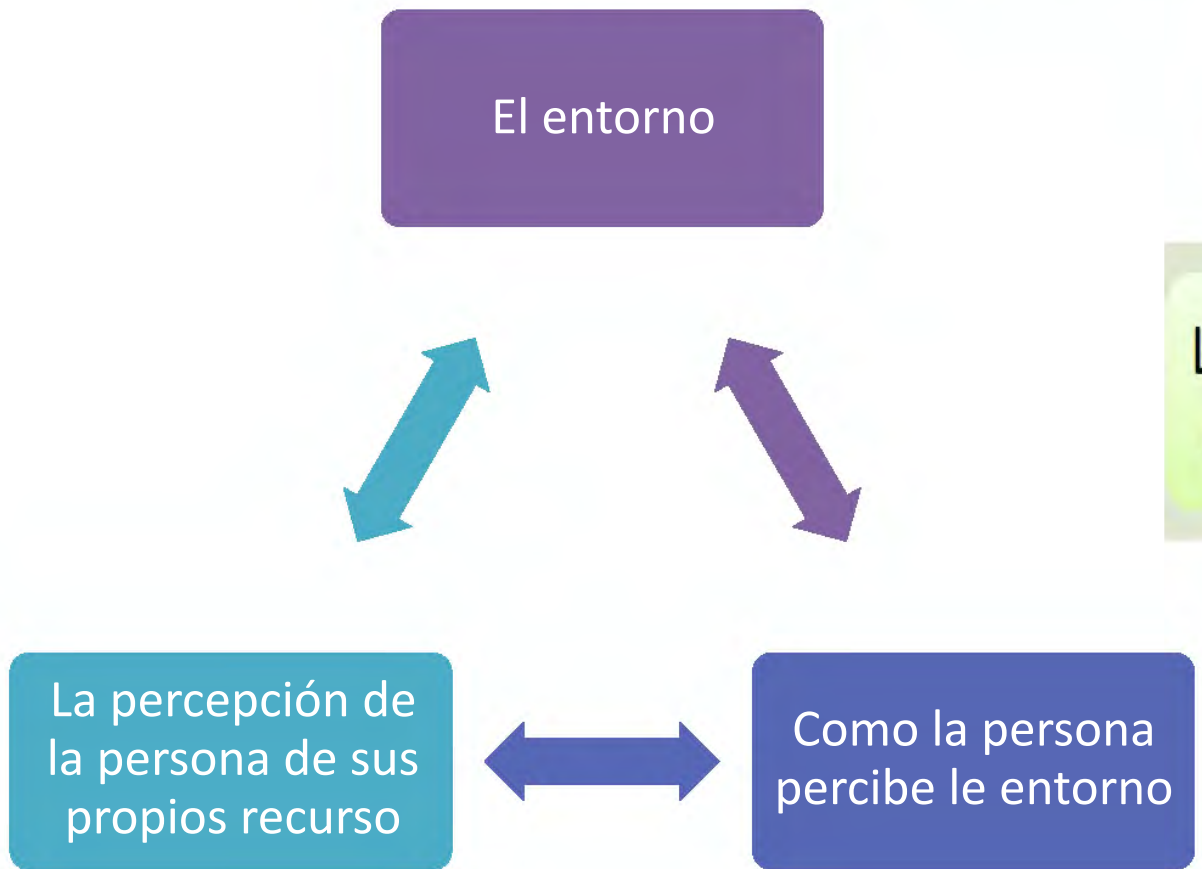 El entorno
La percepción de
la persona de sus
propios recurso
Como la persona
percibe le entorno